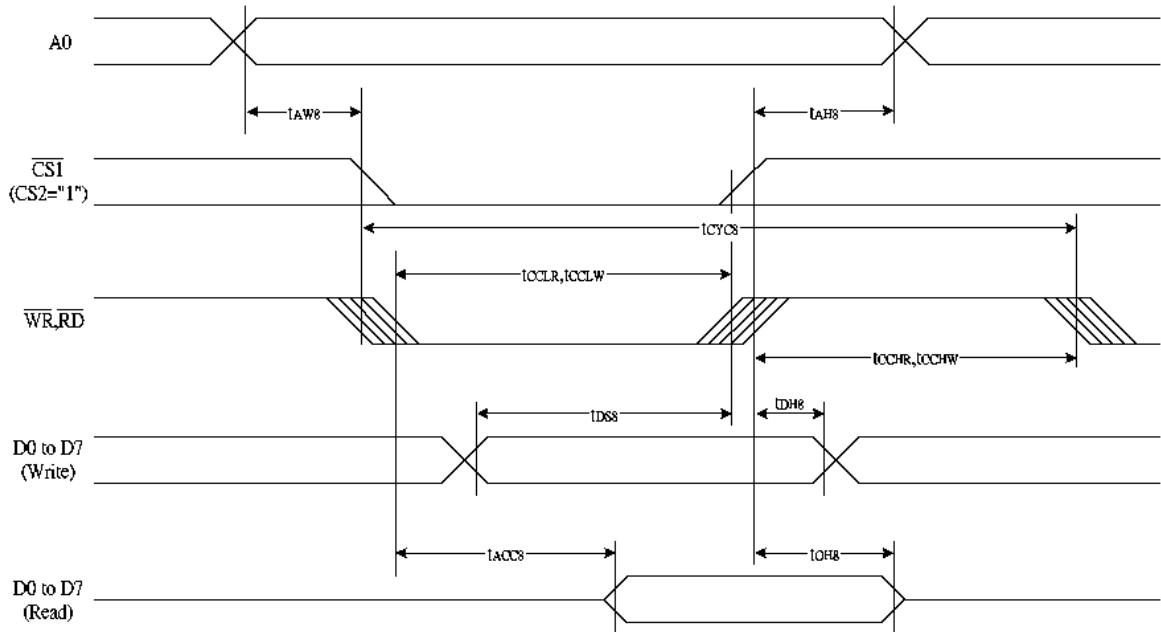 A0
tAW8
tAH8
CS1
(CS2="1")
tCYC8
tCCLR,tCCLW
WR,RD
tCCHR,tCCHW
tDS8
tDH8
D0 to D7
(Write)
tACC8
tOH8
D0 to D7
(Read)